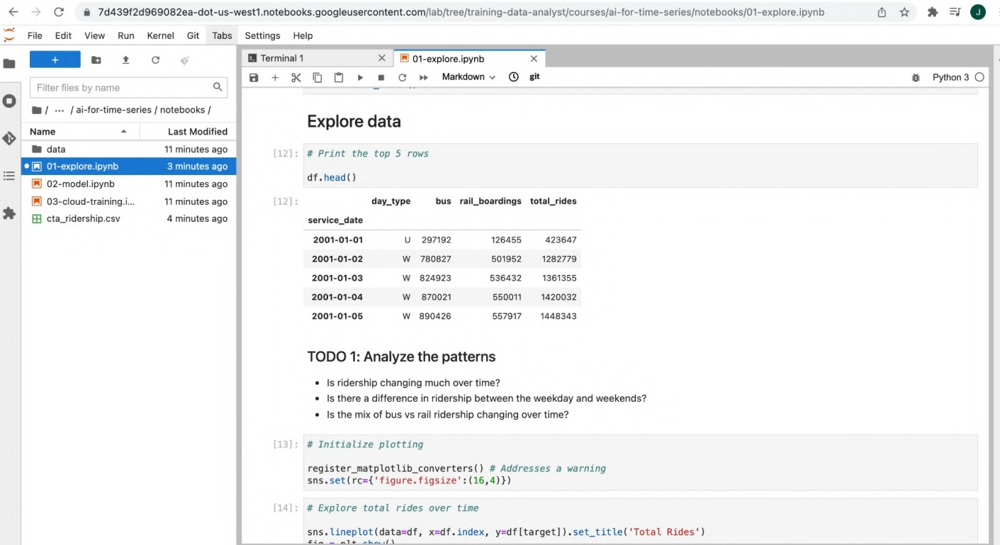 7d439f2d969082ea-dot-us-west1.notebooks.googleusercontent.com/lab/tree/training-data-analyst/courses/ai-for-time-series/notebooks/01-explore.ipynb
J
File Edit View Run Kernel Git Tabs Settings Help
Terminal 1
01-explore.ipynb
Markdown
git
Python 3
Filter files by name
/ ... / ai-for-time-series / notebooks /
Name Last Modified
data 11 minutes ago
01-explore.ipynb 3 minutes ago
02-model.ipynb 11 minutes ago
03-cloud-training.i... 11 minutes ago
cta_ridership.csv 4 minutes ago
Explore data
[12]: # Print the top 5 rows
df.head()
[12]: day_type bus rail_boardings total_rides
service_date
2001-01-01 U 297192 126455 423647
2001-01-02 W 780827 501952 1282779
2001-01-03 W 824923 536432 1361355
2001-01-04 W 870021 550011 1420032
2001-01-05 W 890426 557917 1448343
TODO 1: Analyze the patterns
• Is ridership changing much over time?
• Is there a difference in ridership between the weekday and weekends?
• Is the mix of bus vs rail ridership changing over time?
[13]: # Initialize plotting
register_matplotlib_converters() # Addresses a warning
sns.set(rc={'figure.figsize':(16,4)})
[14]: # Explore total rides over time
sns.lineplot(data=df, x=df.index, y=df[target]).set_title('Total Rides')
fig = plt.show()